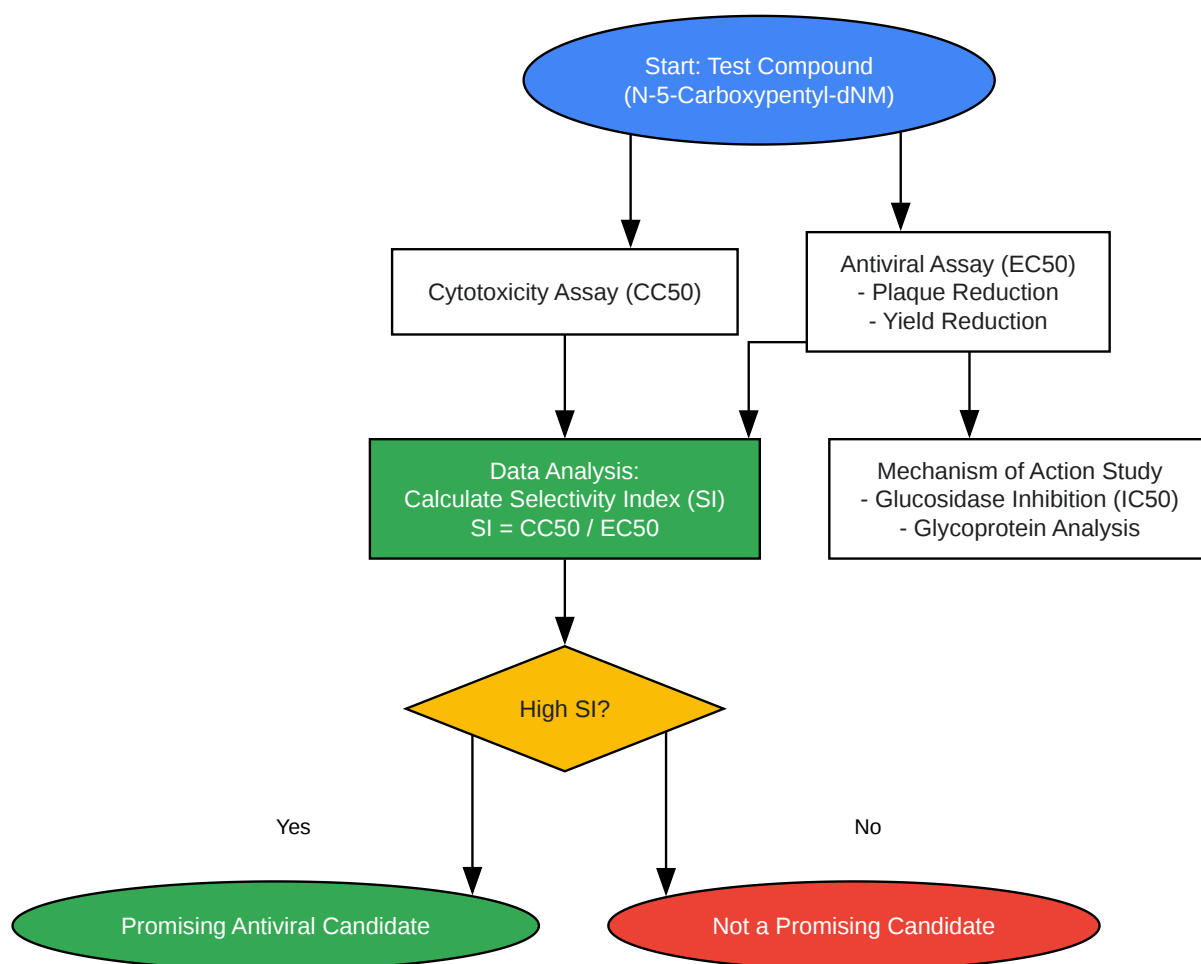 Start: Test Compound
(N-5-Carboxypentyl-dNM)
Cytotoxicity Assay (CC50)
Antiviral Assay (EC50)
- Plaque Reduction
- Yield Reduction
Data Analysis:
Calculate Selectivity Index (SI)
SI = CC50 / EC50
Mechanism of Action Study
- Glucosidase Inhibition (IC50)
- Glycoprotein Analysis
High SI?
Yes
No
Promising Antiviral Candidate
Not a Promising Candidate